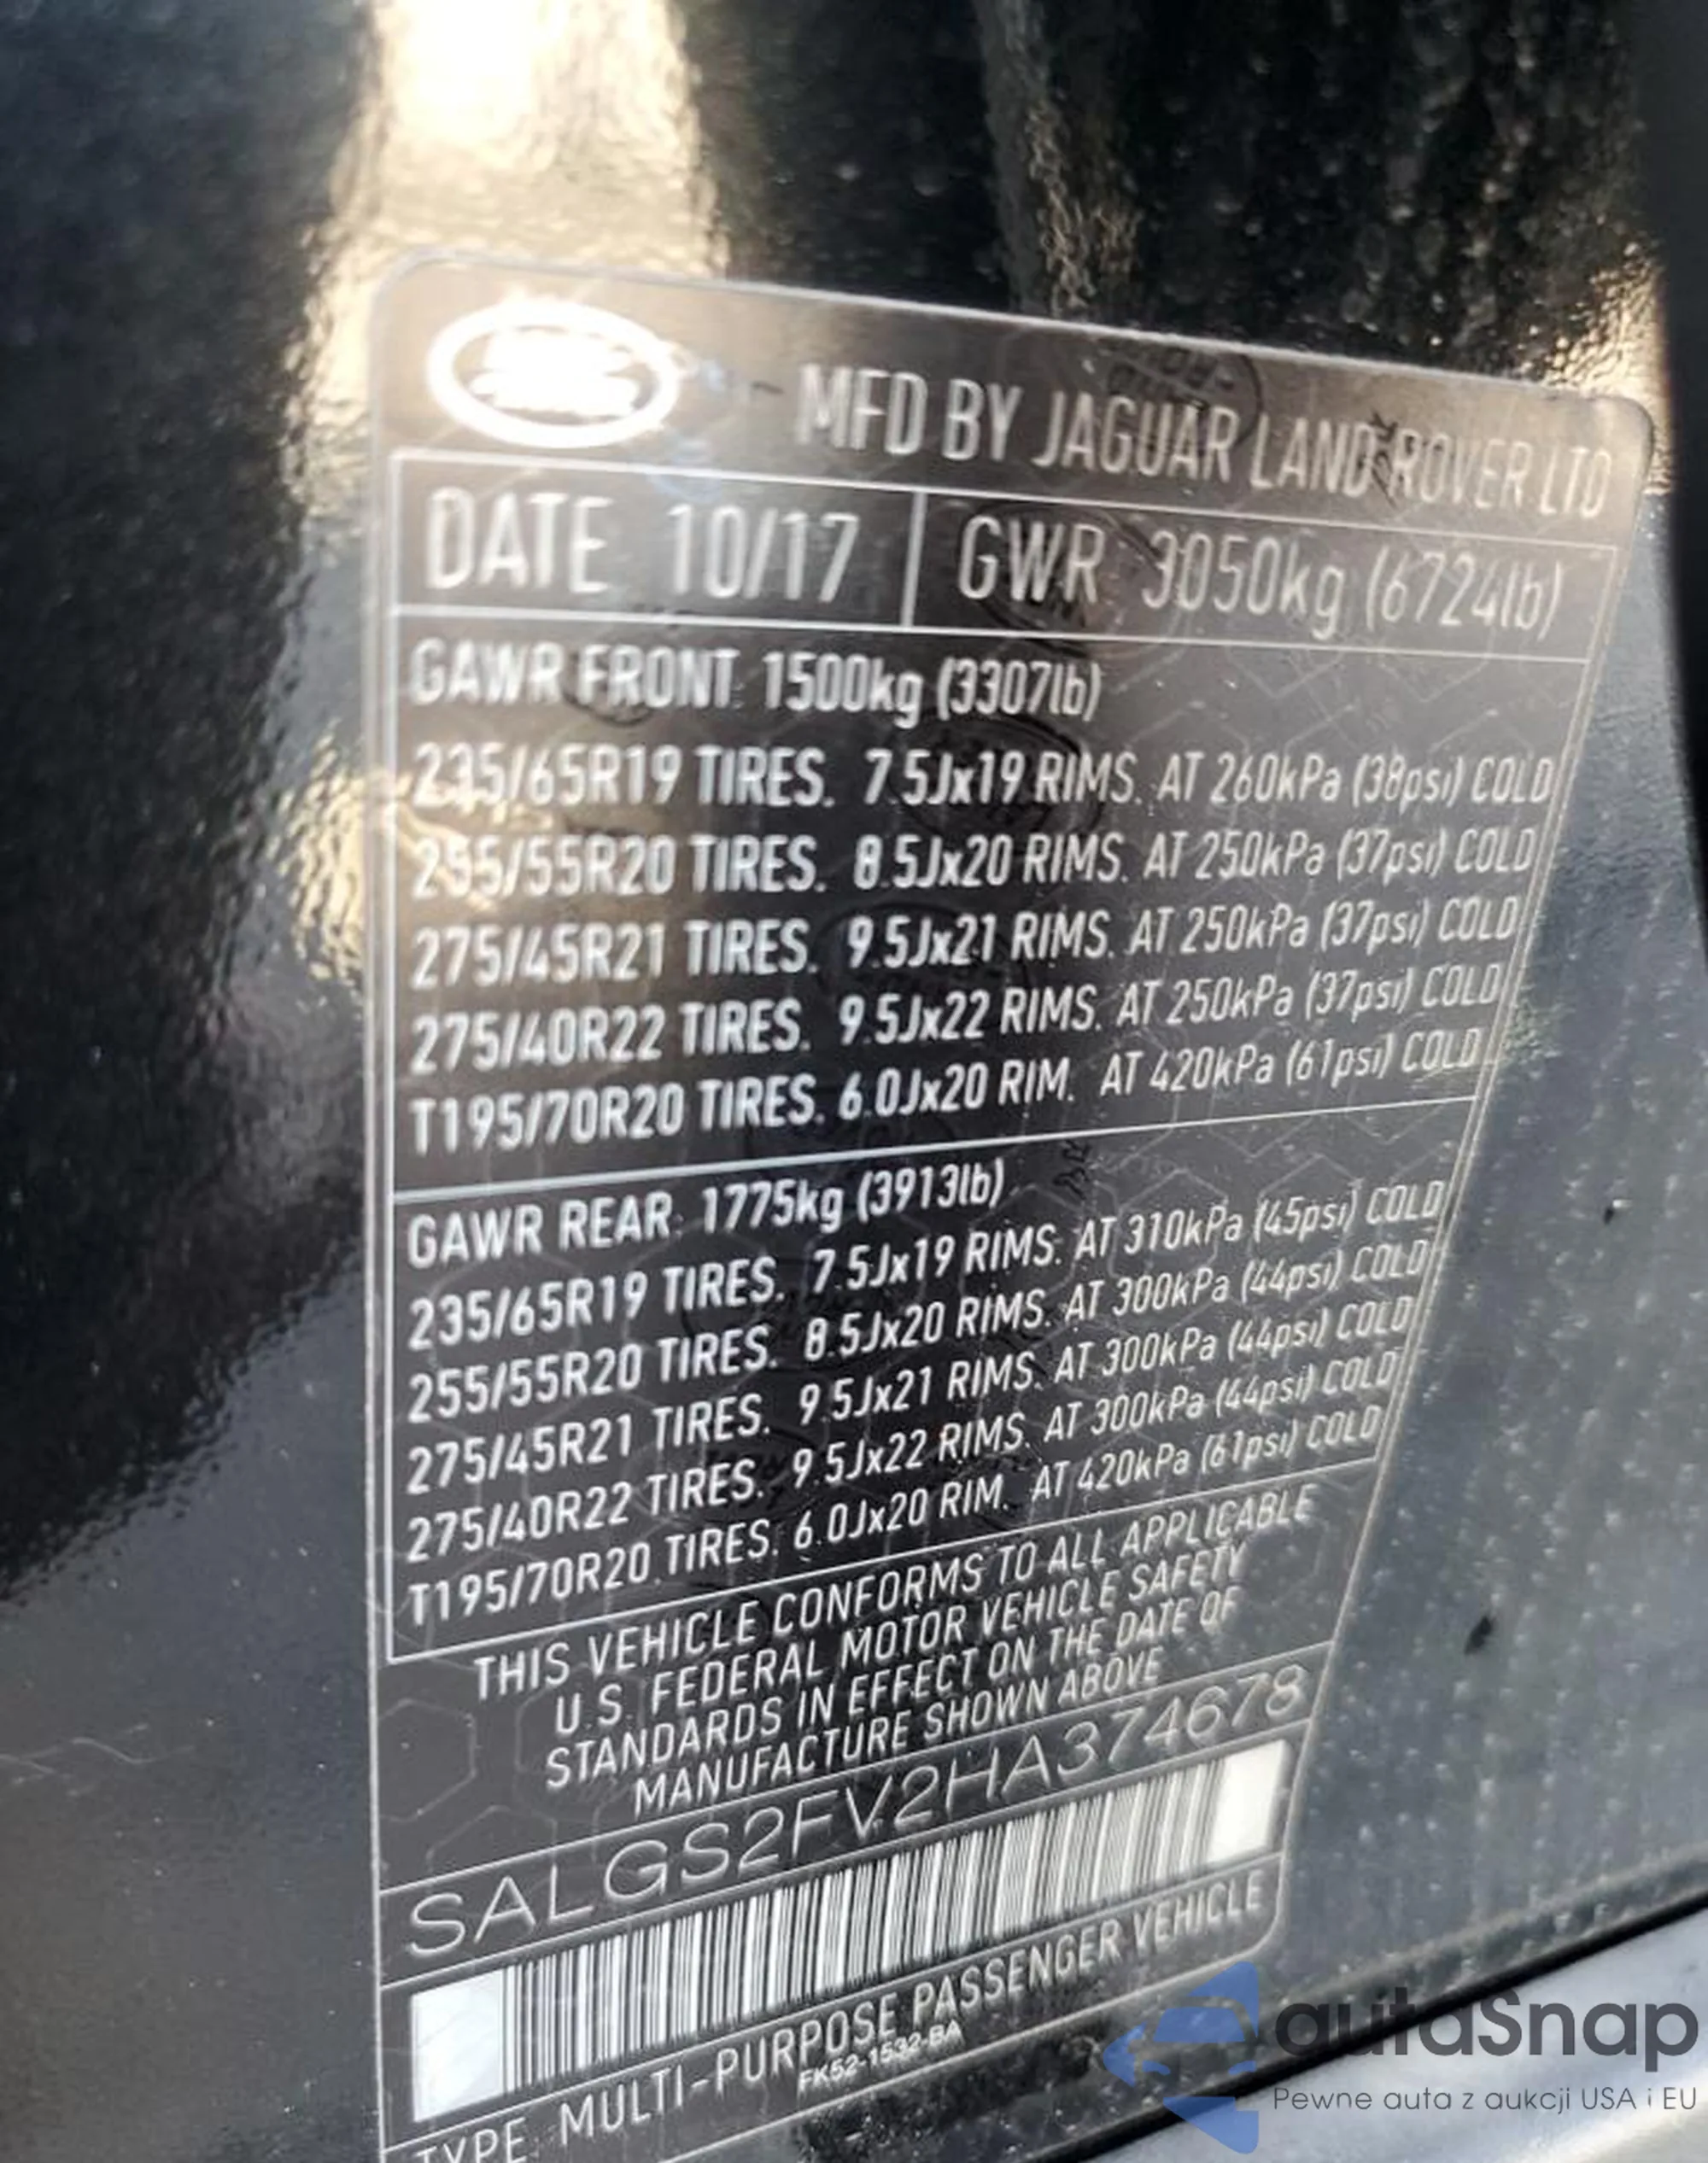 MFD BY JAGUAR LAND ROVER LTD
DATE 10/17 GWR 3050kg (6724lb)
GAWR FRONT: 1500kg (3307lb)
235/65R19 TIRES. 7.5Jx19 RIMS. AT 260kPa (38psi) COLD
255/55R20 TIRES. 8.5Jx20 RIMS. AT 250kPa (37psi) COLD
275/45R21 TIRES. 9.5Jx21 RIMS. AT 250kPa (37psi) COLD
275/40R22 TIRES. 9.5Jx22 RIMS. AT 250kPa (37psi) COLD
T195/70R20 TIRES. 6.0Jx20 RIM. AT 420kPa (61psi) COLD
GAWR REAR: 1775kg (3913lb)
235/65R19 TIRES. 7.5Jx19 RIMS. AT 310kPa (45psi) COLD
255/55R20 TIRES. 8.5Jx20 RIMS. AT 300kPa (44psi) COLD
275/45R21 TIRES. 9.5Jx21 RIMS. AT 300kPa (44psi) COLD
275/40R22 TIRES. 9.5Jx22 RIMS. AT 300kPa (44psi) COLD
T195/70R20 TIRES. 6.0Jx20 RIM. AT 420kPa (61psi) COLD
THIS VEHICLE CONFORMS TO ALL APPLICABLE
U.S. FEDERAL MOTOR VEHICLE SAFETY
STANDARDS IN EFFECT ON THE DATE OF
MANUFACTURE SHOWN ABOVE
SALGS2FV2HA374678
TYPE: MULTI-PURPOSE PASSENGER VEHICLE
FK52-1532-BA
autaSnap
Pewne auta z aukcji USA i EU